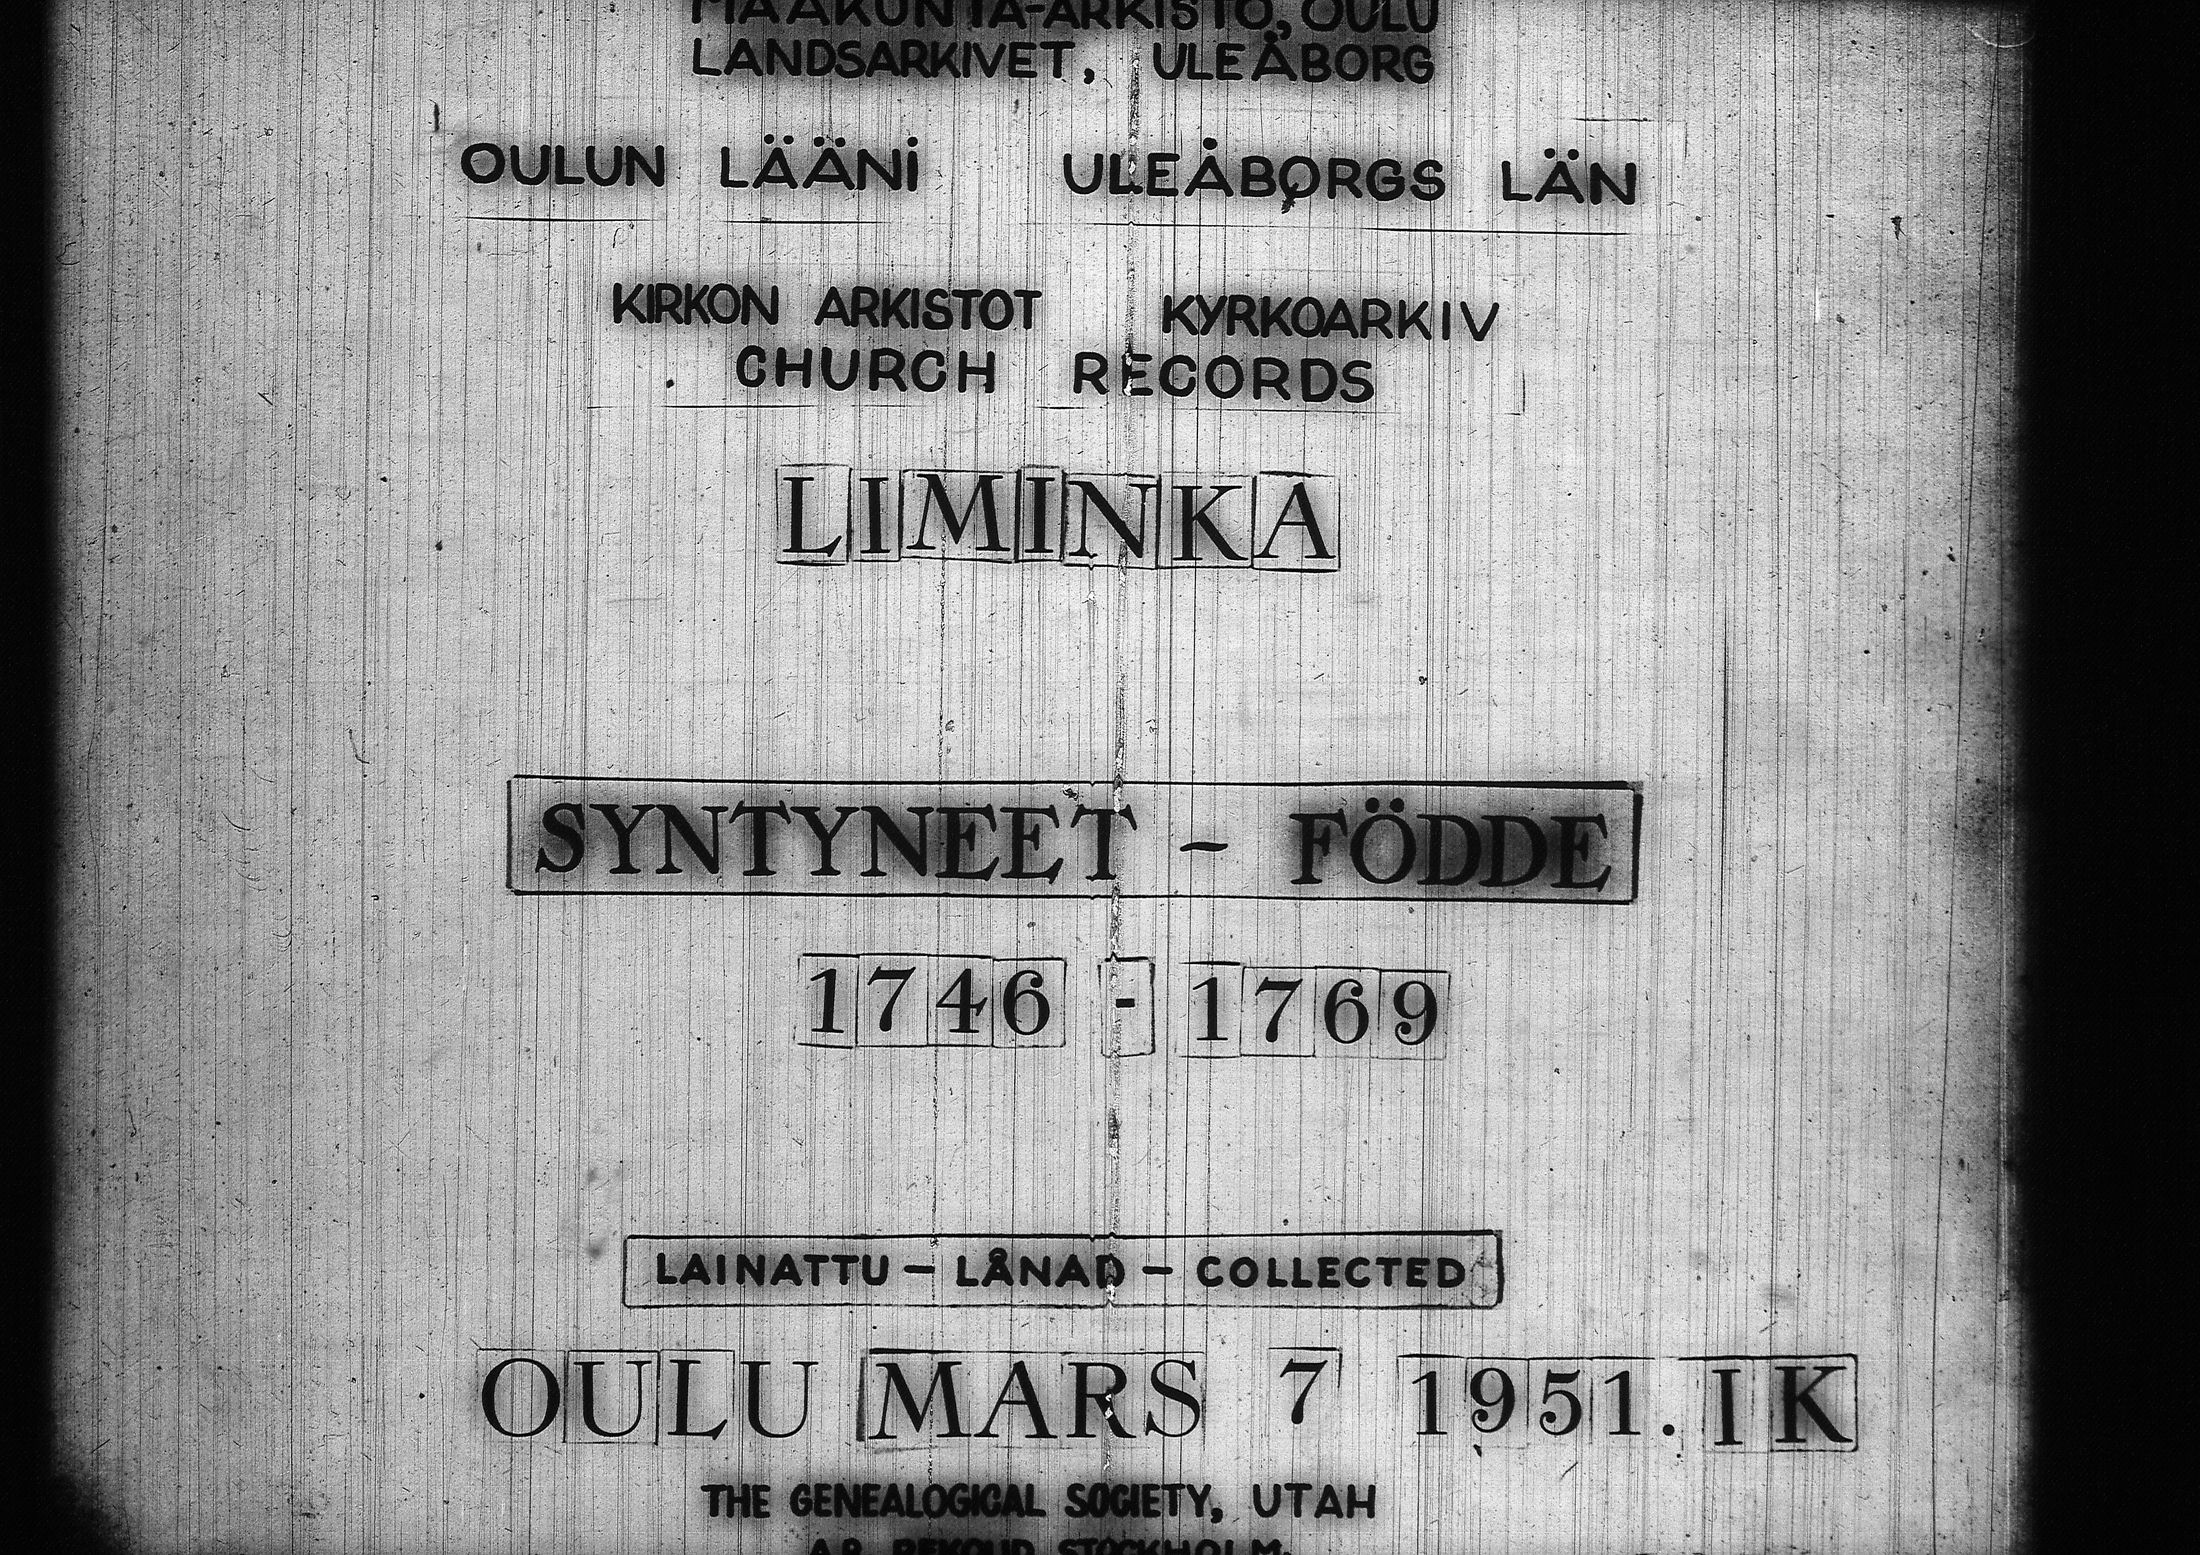 MAAKUNTA-ARKISTO, OULU
LANDSARKIVET, ULEÅBORG
OULUN LÄÄNI ULEÅBORGS LÄN
KIRKON ARKISTOT KYRKOARKIV
CHURCH RECORDS
LIMINKA
SYNTYNEET - FÖDDE
1746 - 1769
LAINATTU - LÅNAD - COLLECTED
OULU MARS 7 1951. IK
THE GENEALOGICAL SOCIETY, UTAH
STOCKHOLM.